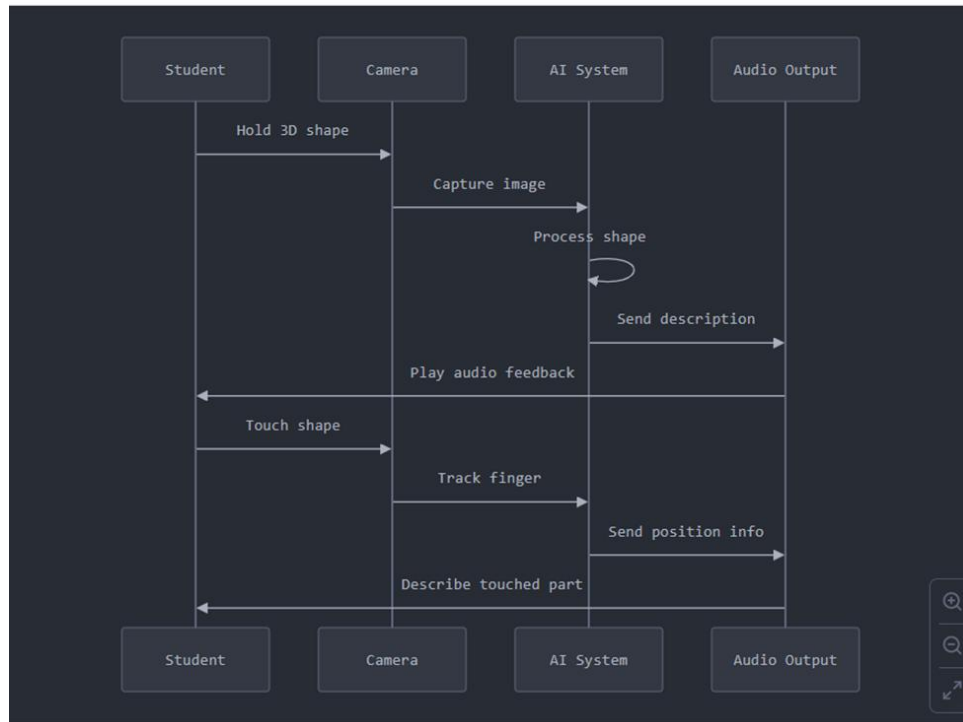 Student Camera AI System Audio Output
Hold 3D shape
Capture image
Process shape
Send description
Play audio feedback
Touch shape
Track finger
Send position info
Describe touched part
Student Camera AI System Audio Output